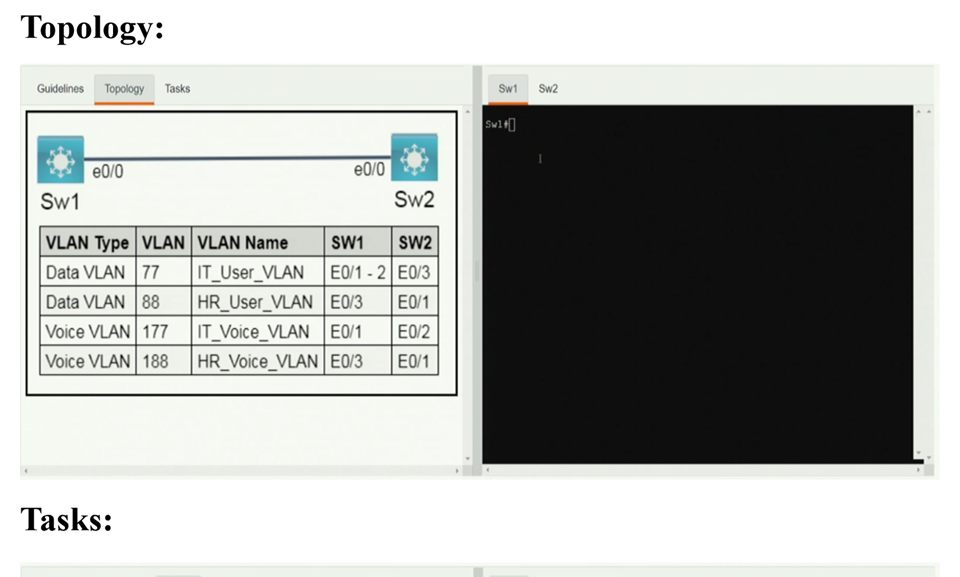 Topology:
Guidelines Topology Tasks
Sw1 Sw2
Sw1#
e0/0 e0/0
Sw1 Sw2
VLAN Type VLAN VLAN Name SW1 SW2
Data VLAN 77 IT_User_VLAN E0/1 - 2 E0/3
Data VLAN 88 HR_User_VLAN E0/3 E0/1
Voice VLAN 177 IT_Voice_VLAN E0/1 E0/2
Voice VLAN 188 HR_Voice_VLAN E0/3 E0/1
Tasks: